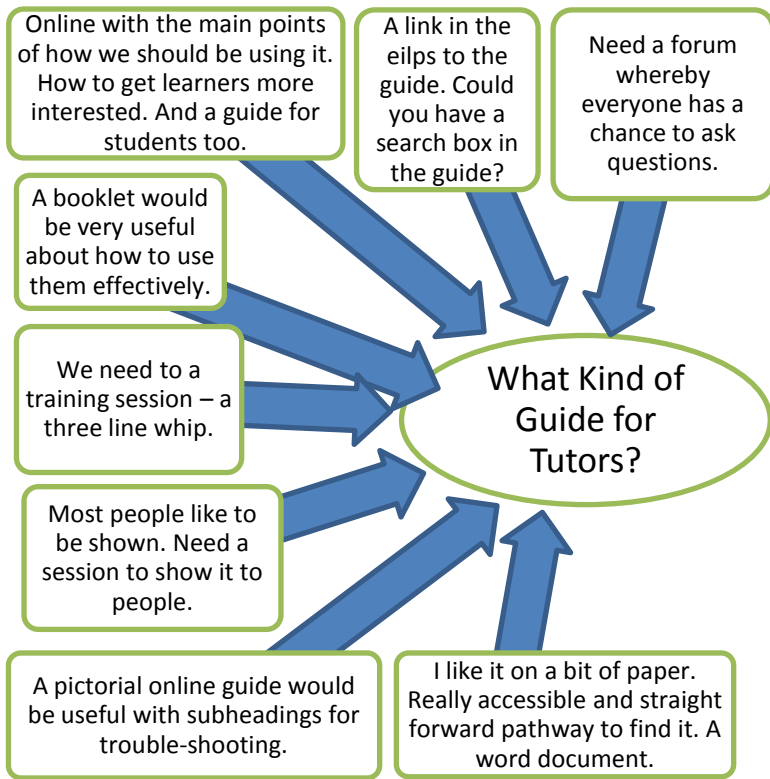 Online with the main points
of how we should be using it.
How to get learners more
interested. And a guide for
students too.
A link in the
eilps to the
guide. Could
you have a
search box in
the guide?
Need a forum
whereby
everyone has a
chance to ask
questions.
A booklet would
be very useful
about how to use
them effectively.
We need to a
training session – a
three line whip.
What Kind of
Guide for
Tutors?
Most people like to
be shown. Need a
session to show it to
people.
A pictorial online guide would
be useful with subheadings for
trouble-shooting.
I like it on a bit of paper.
Really accessible and straight
forward pathway to find it. A
word document.